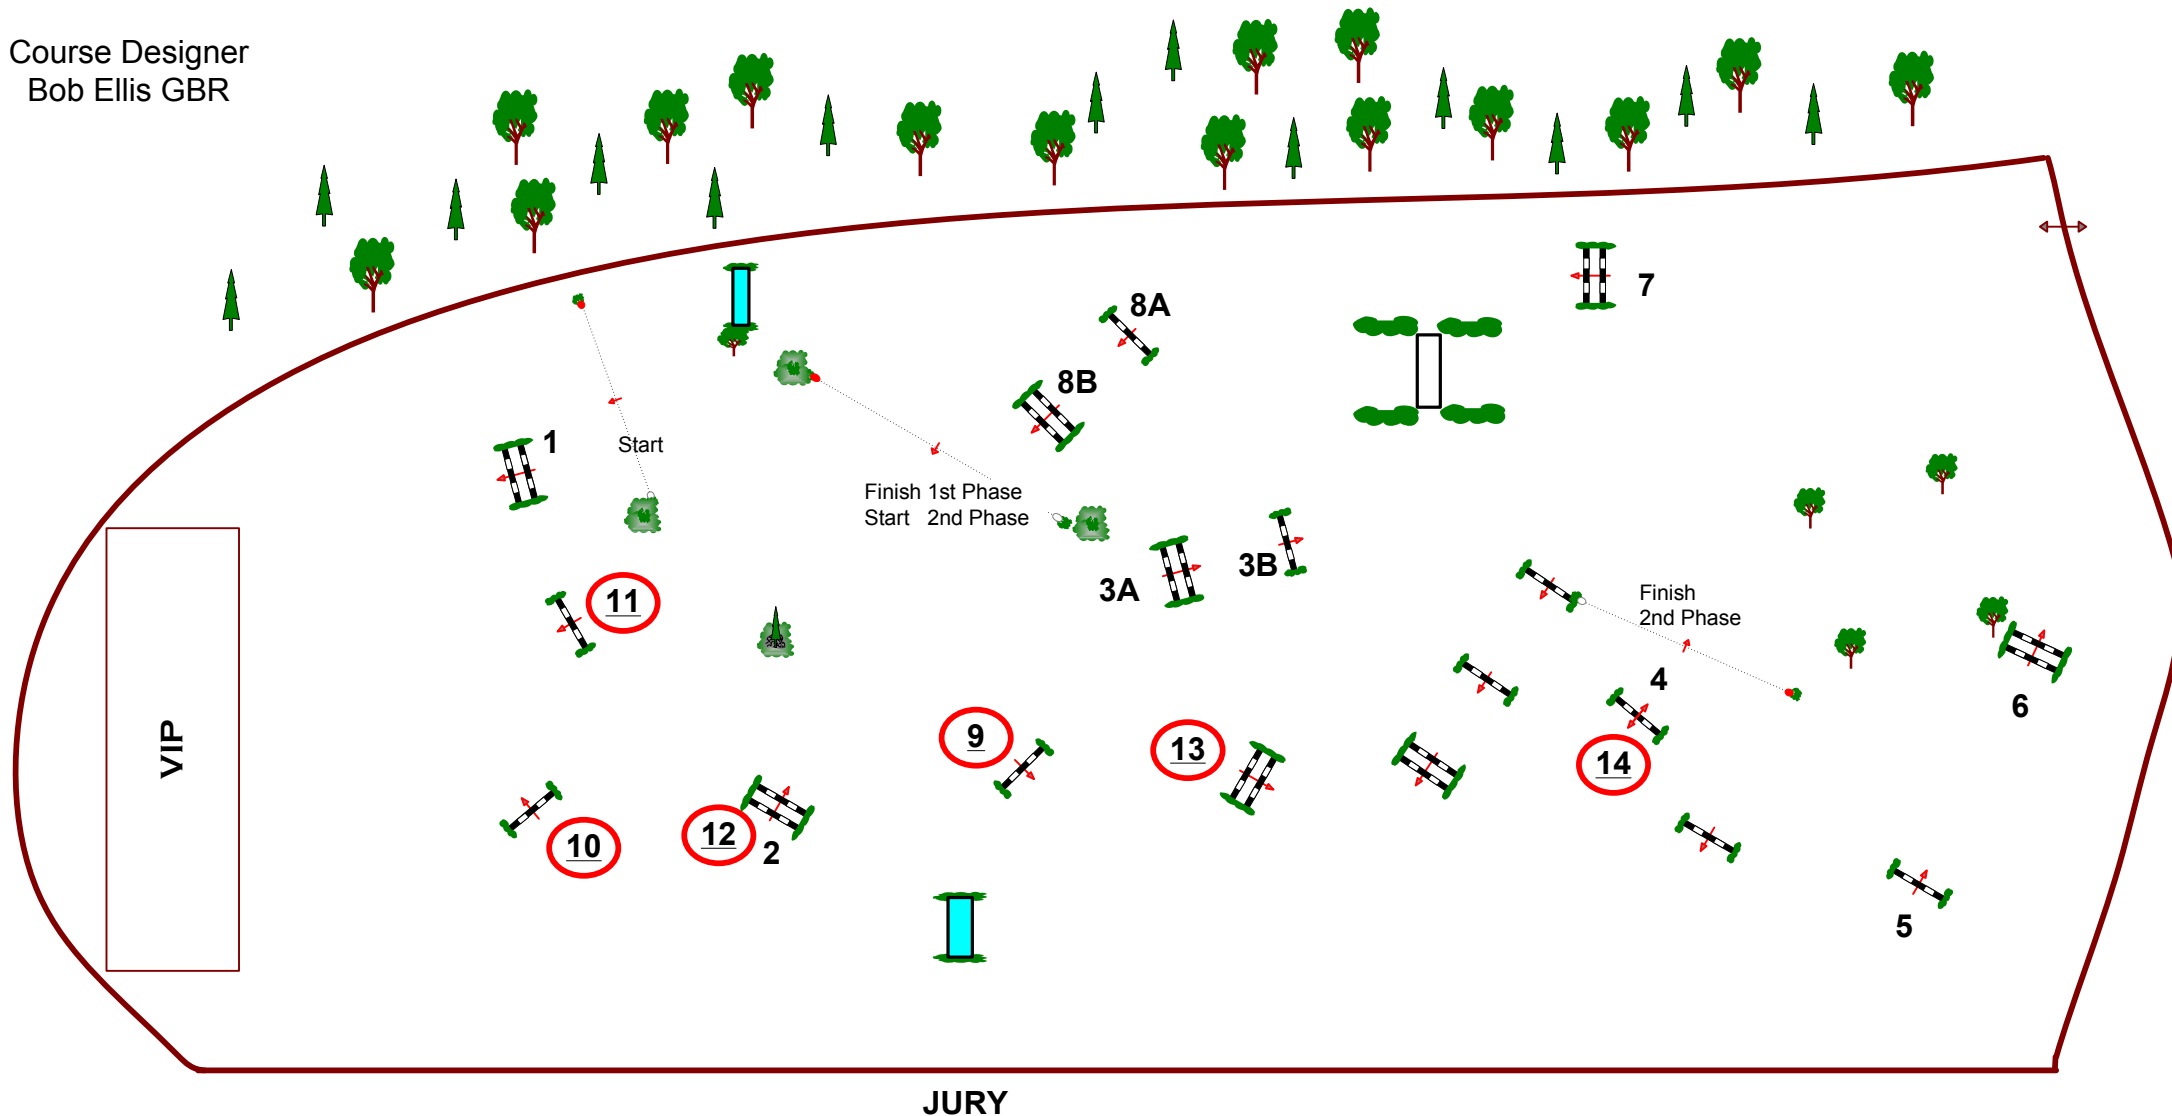 Course Designer
Bob Ellis GBR
7
8A
8B
1
Start
Finish 1st Phase
Start 2nd Phase
3A
3B
11
Finish
2nd Phase
4
6
VIP
9
13
14
10
12
2
5
JURY